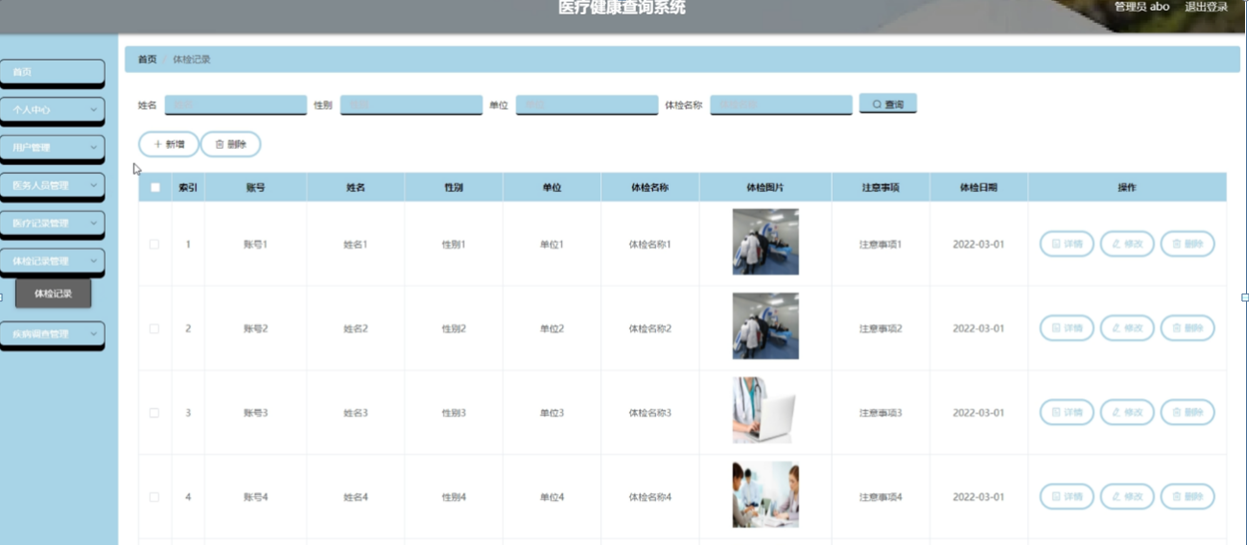 医疗健康查询系统
管理员 abo 退出登录
首页 / 体检记录
首页
个人中心
用户管理
医务人员管理
医疗记录管理
体检记录管理
体检记录
疾病调查管理
姓名 性别 单位 体检名称 查询
+ 新增 删除
索引 账号 姓名 性别 单位 体检名称 体检图片 注意事项 体检日期 操作
1 账号1 姓名1 性别1 单位1 体检名称1 注意事项1 2022-03-01 详情 修改 删除
2 账号2 姓名2 性别2 单位2 体检名称2 注意事项2 2022-03-01 详情 修改 删除
3 账号3 姓名3 性别3 单位3 体检名称3 注意事项3 2022-03-01 详情 修改 删除
4 账号4 姓名4 性别4 单位4 体检名称4 注意事项4 2022-03-01 详情 修改 删除